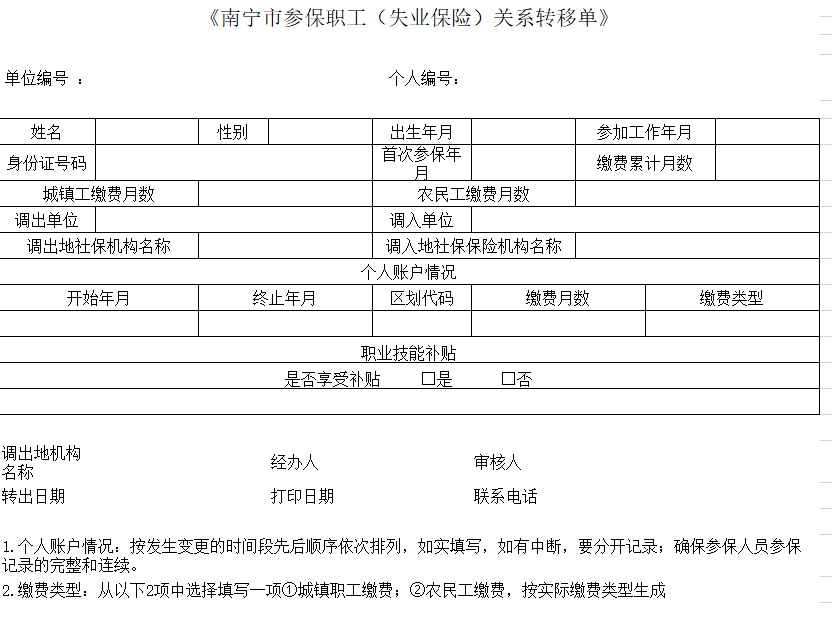 《南宁市参保职工（失业保险）关系转移单》
单位编号 ： 个人编号：
姓名 性别 出生年月 参加工作年月
身份证号码 首次参保年月 缴费累计月数
城镇工缴费月数 农民工缴费月数
调出单位 调入单位
调出地社保机构名称 调入地社保保险机构名称
个人账户情况
开始年月 终止年月 区划代码 缴费月数 缴费类型
职业技能补贴
是否享受补贴 □是 □否
调出地机构名称 经办人 审核人
转出日期 打印日期 联系电话
1.个人账户情况：按发生变更的时间段先后顺序依次排列，如实填写，如有中断，要分开记录；确保参保人员参保
记录的完整和连续。
2.缴费类型：从以下2项中选择填写一项①城镇职工缴费；②农民工缴费，按实际缴费类型生成